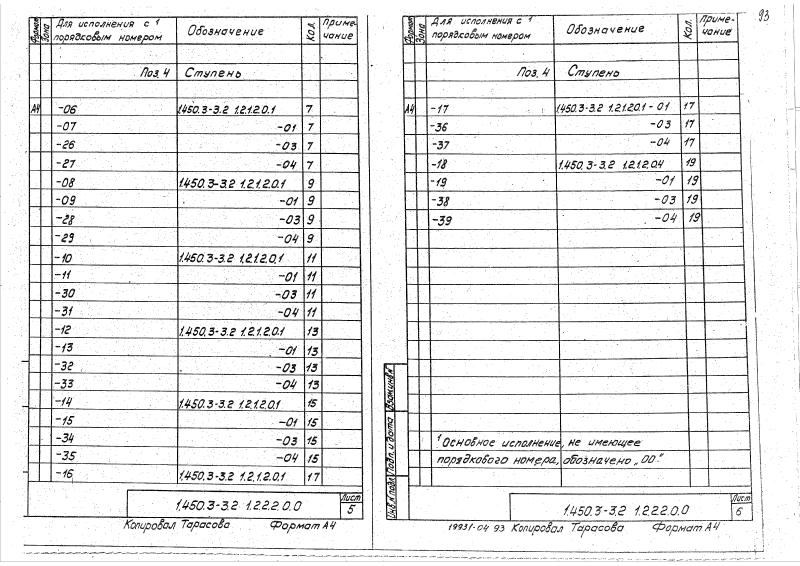 93
Формат Зона Для исполнения с ¹ порядковым номером Обозначение Кол. Примечание
Поз. 4 Ступень
А4 -06 1.450.3-3.2 1.2.1.2.0.1 7
-07 -01 7
-26 -03 7
-27 -04 7
-08 1.450.3-3.2 1.2.1.2.0.1 9
-09 -01 9
-28 -03 9
-29 -04 9
-10 1.450.3-3.2 1.2.1.2.0.1 11
-11 -01 11
-30 -03 11
-31 -04 11
-12 1.450.3-3.2 1.2.1.2.0.1 13
-13 -01 13
-32 -03 13
-33 -04 13
-14 1.450.3-3.2 1.2.1.2.0.1 15
-15 -01 15
-34 -03 15
-35 -04 15
-16 1.450.3-3.2 1.2.1.2.0.1 17
1.450.3-3.2 1.2.2.2.0.0 Лист 5
Копировал Тарасова Формат А4
Формат Зона Для исполнения с ¹ порядковым номером Обозначение Кол. Примечание
Поз. 4 Ступень
А4 -17 1.450.3-3.2 1.2.1.2.0.1-01 17
-36 -03 17
-37 -04 17
-18 1.450.3-3.2 1.2.1.2.0.4 19
-19 -01 19
-38 -03 19
-39 -04 19
¹ Основное исполнение, не имеющее
порядкового номера, обозначено „00."
Инв.№ подл. Подп. и дата Взам.инв.№
1.450.3-3.2 1.2.2.2.0.0 Лист 6
19931-04 93 Копировал Тарасова Формат А4